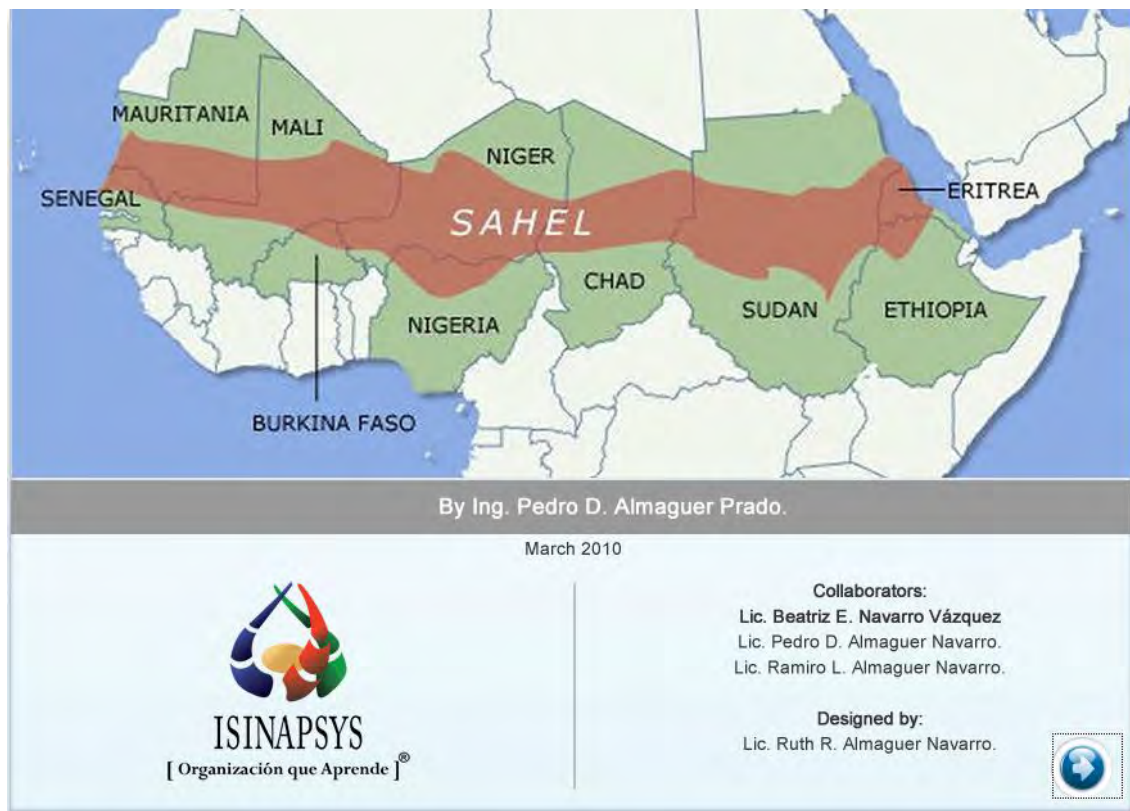 MAURITANIA
MALI
NIGER
SENEGAL
ERITREA
SAHEL
CHAD
NIGERIA
SUDAN
ETHIOPIA
BURKINA FASO
By Ing. Pedro D. Almaguer Prado.
March 2010
ISINAPSYS
[ Organización que Aprende ]®
Collaborators:
Lic. Beatriz E. Navarro Vázquez
Lic. Pedro D. Almaguer Navarro.
Lic. Ramiro L. Almaguer Navarro.
Designed by:
Lic. Ruth R. Almaguer Navarro.